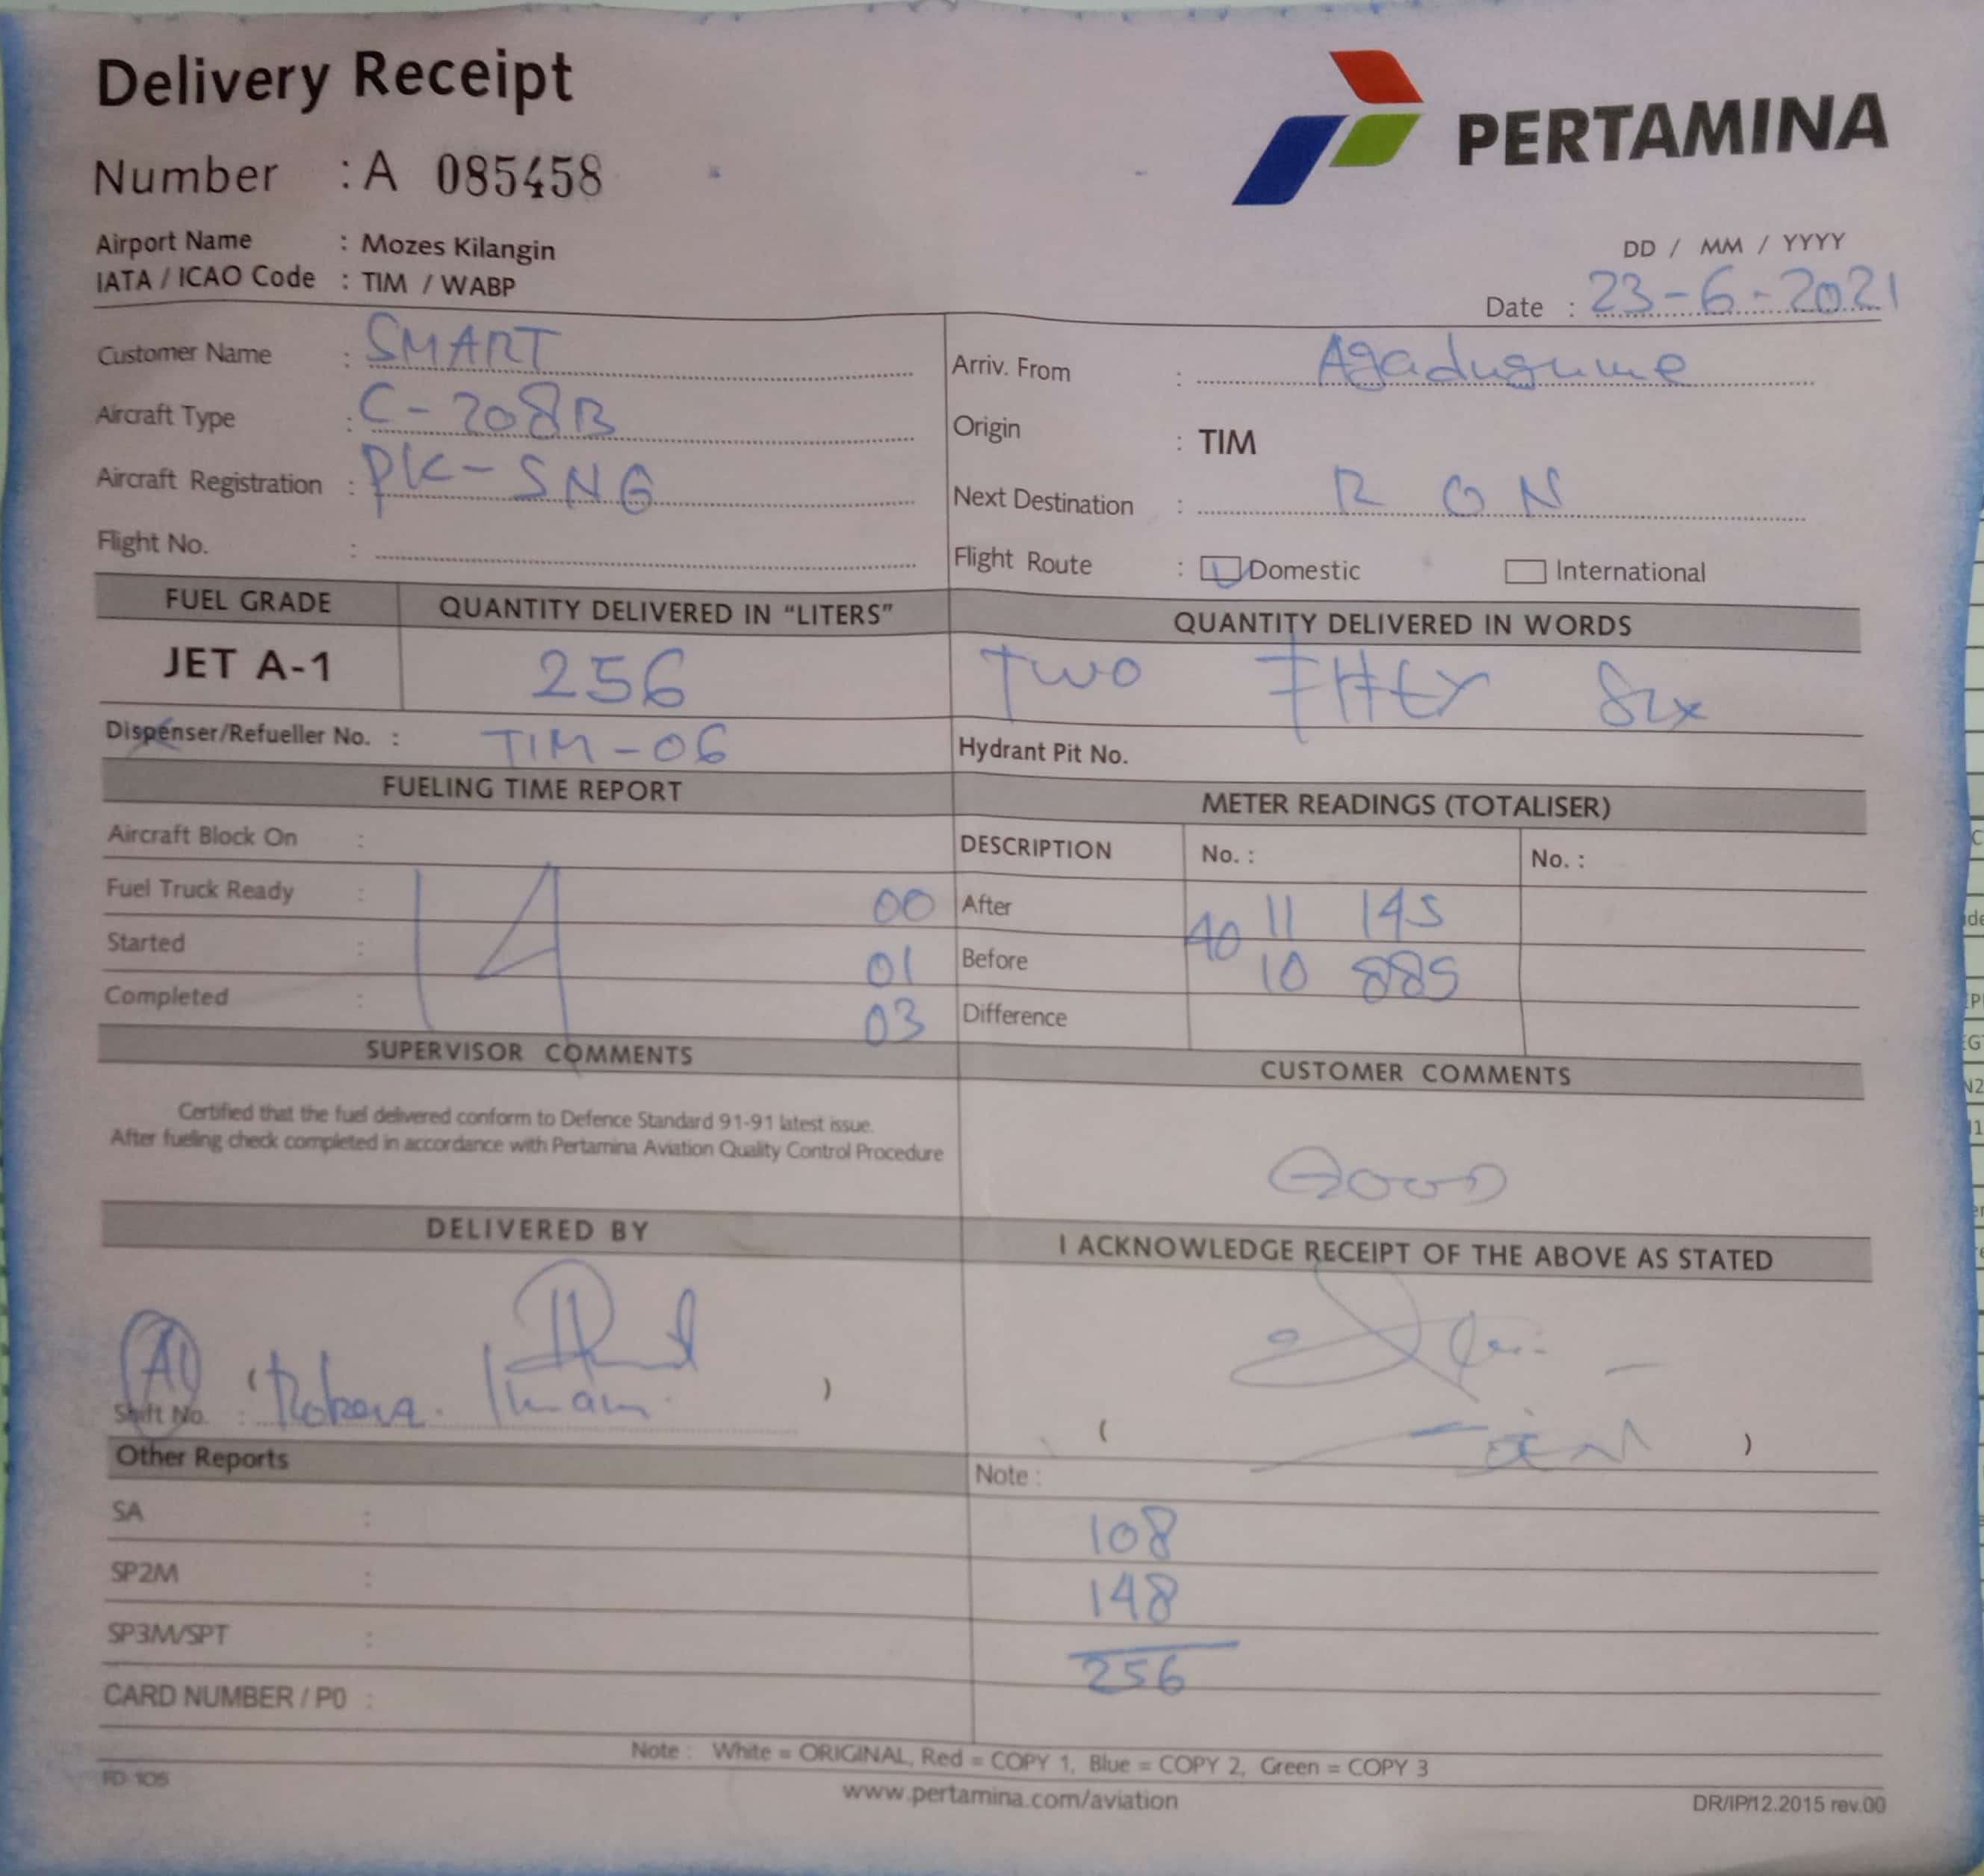 Delivery Receipt
PERTAMINA
Number : A 085458
Airport Name : Mozes Kilangin
IATA / ICAO Code : TIM / WABP
DD / MM / YYYY
Date : 23-6-2021
Customer Name : SMART
Arriv. From : Agadugume
Aircraft Type : C-208B
Origin : TIM
Aircraft Registration : PK-SNG
Next Destination : R O N
Flight No. :
Flight Route : Domestic International
FUEL GRADE QUANTITY DELIVERED IN “LITERS” QUANTITY DELIVERED IN WORDS
JET A-1 256 TWO Six
Dispenser/Refueller No. : TIM-06 Hydrant Pit No.
FUELING TIME REPORT METER READINGS (TOTALISER)
Aircraft Block On : DESCRIPTION No. : No. :
Fuel Truck Ready : 14 00 After 40 11 145
Started : 01 Before 10 885
Completed : 03 Difference
SUPERVISOR COMMENTS CUSTOMER COMMENTS
Certified that the fuel delivered conform to Defence Standard 91-91 latest issue.
After fueling check completed in accordance with Pertamina Aviation Quality Control Procedure
GOOD
DELIVERED BY I ACKNOWLEDGE RECEIPT OF THE ABOVE AS STATED
Shift No. : ( ) ( )
Other Reports Note :
SA : 108
SP2M : 148
SP3M/SPT : 256
CARD NUMBER / PO :
Note : White = ORIGINAL, Red = COPY 1, Blue = COPY 2, Green = COPY 3
FD 105 www.pertamina.com/aviation DR/IP/12.2015 rev.00